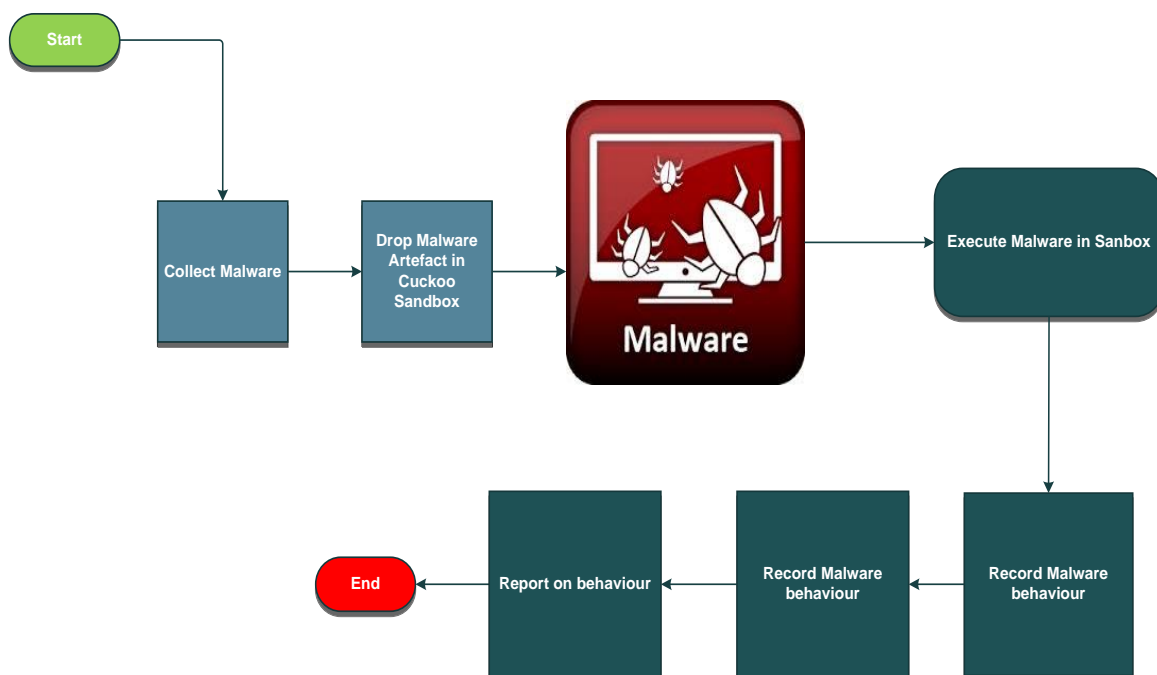 Start
Collect Malware
Drop Malware
Artefact in
Cuckoo
Sandbox
Malware
Execute Malware in Sanbox
Record Malware
behaviour
Record Malware
behaviour
Report on behaviour
End